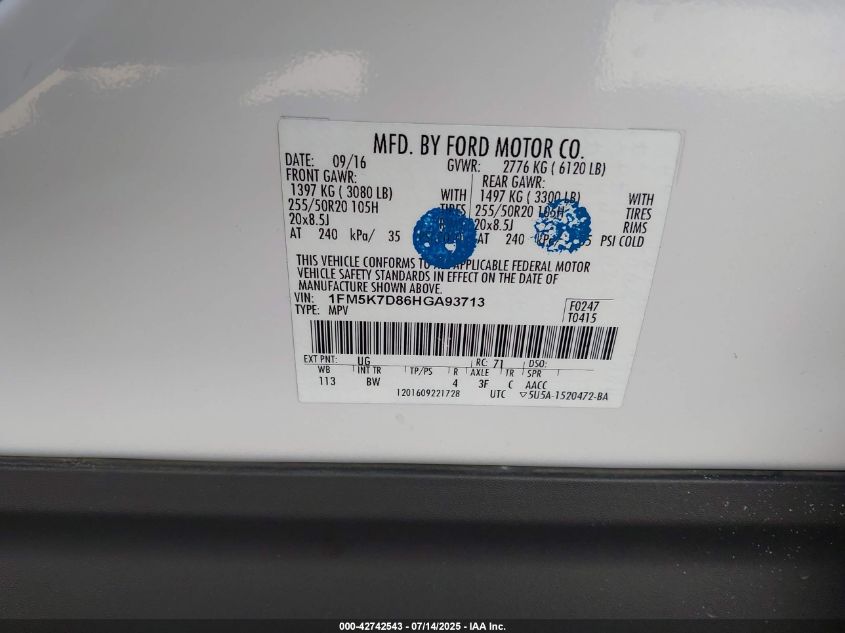 MFD. BY FORD MOTOR CO.
DATE: 09/16 GVWR: 2776 KG ( 6120 LB)
FRONT GAWR: REAR GAWR:
1397 KG ( 3080 LB) WITH 1497 KG ( 3300 LB) WITH
255/50R20 105H TIRES 255/50R20 105H TIRES
20x8.5J 20x8.5J RIMS
AT 240 kPa/ 35 AT 240 kPa/ PSI COLD
THIS VEHICLE CONFORMS TO ALL APPLICABLE FEDERAL MOTOR
VEHICLE SAFETY STANDARDS IN EFFECT ON THE DATE OF
MANUFACTURE SHOWN ABOVE.
VIN: 1FM5K7D86HGA93713 F0247
TYPE: MPV T0415
EXT PNT: UG RC: 71 DSO:
WB INT TR TP/PS R AXLE TR SPR
113 BW 4 3F C AACC
1201609221728 UTC ▽5U5A-1520472-BA
000-42742543 / 07/14/2025 - IAA Inc.